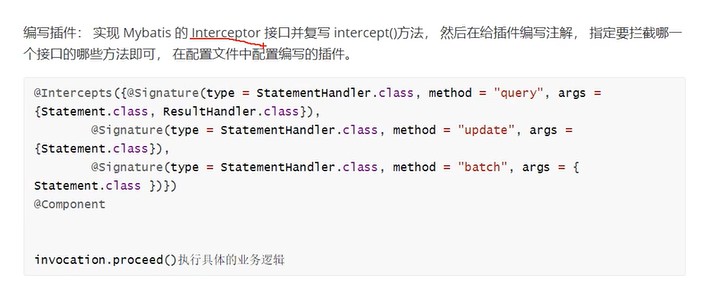 编写插件： 实现 Mybatis 的 Interceptor 接口并复写 intercept()方法， 然后在给插件编写注解， 指定要拦截哪一
个接口的哪些方法即可， 在配置文件中配置编写的插件。
@Intercepts({@Signature(type = StatementHandler.class, method = "query", args =
{Statement.class, ResultHandler.class}),
        @Signature(type = StatementHandler.class, method = "update", args =
{Statement.class}),
        @Signature(type = StatementHandler.class, method = "batch", args = {
Statement.class })})
@Component
invocation.proceed()执行具体的业务逻辑